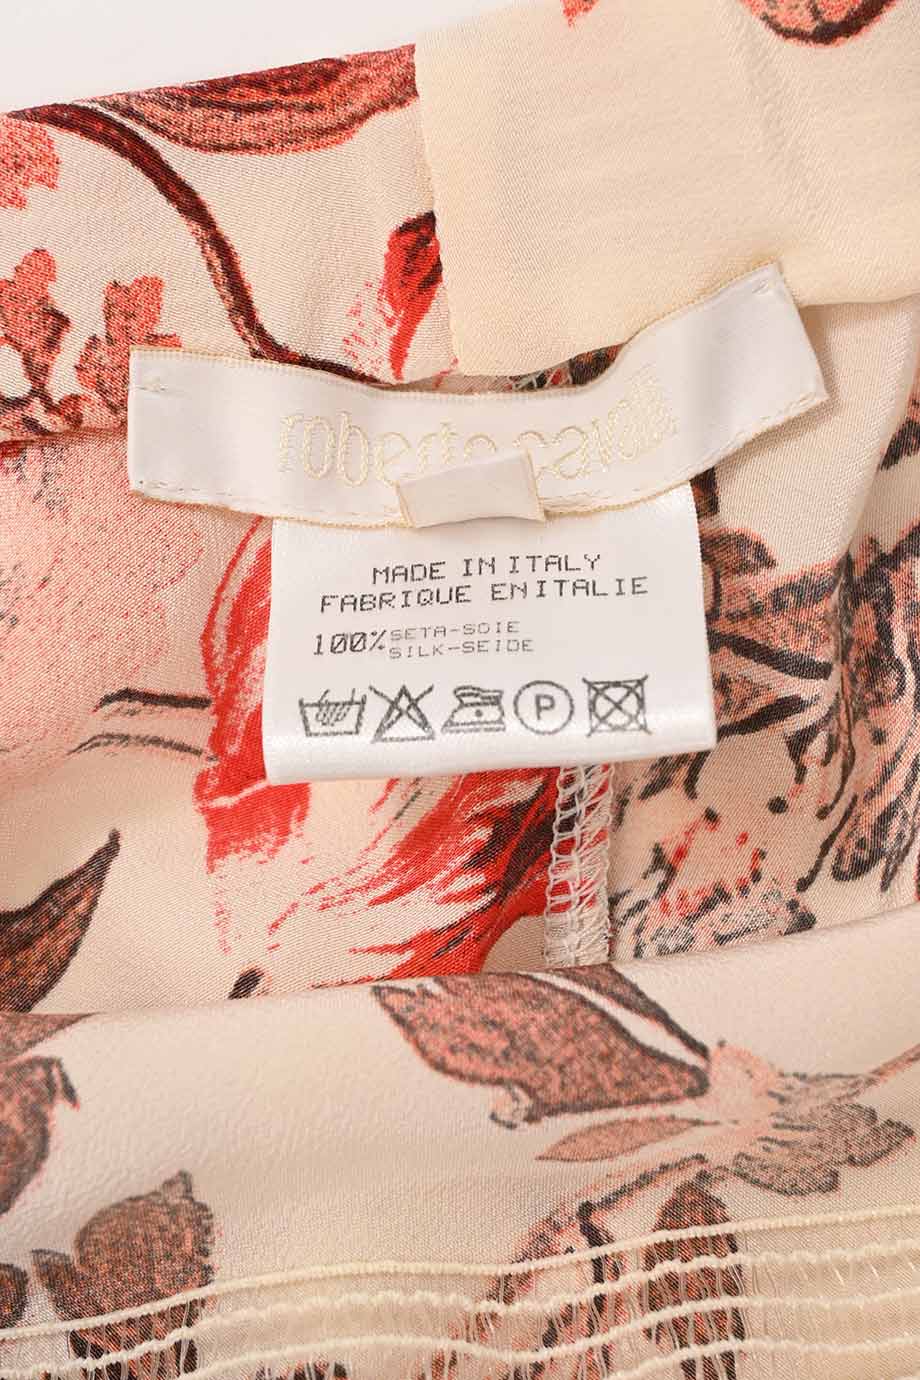 roberto cavalli
MADE IN ITALY
FABRIQUE EN ITALIE
100% SETA-SOIE
SILK-SEIDE
P